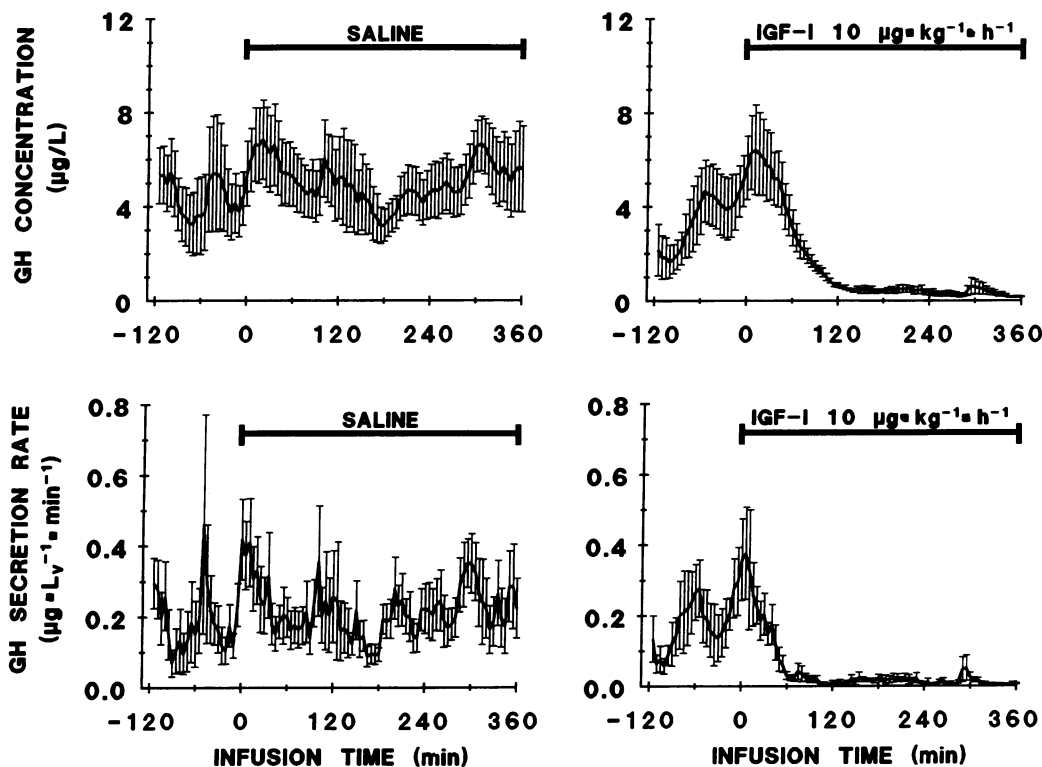 12
8
4
0
GH CONCENTRATION
(µg/L)
SALINE
-120 0 120 240 360
12
8
4
0
IGF-I 10 µg▪kg⁻¹▪h⁻¹
-120 0 120 240 360
0.8
0.6
0.4
0.2
0.0
GH SECRETION RATE
(µg▪Lᵥ⁻¹▪min⁻¹)
SALINE
-120 0 120 240 360
INFUSION TIME (min)
0.8
0.6
0.4
0.2
0.0
IGF-I 10 µg▪kg⁻¹▪h⁻¹
-120 0 120 240 360
INFUSION TIME (min)